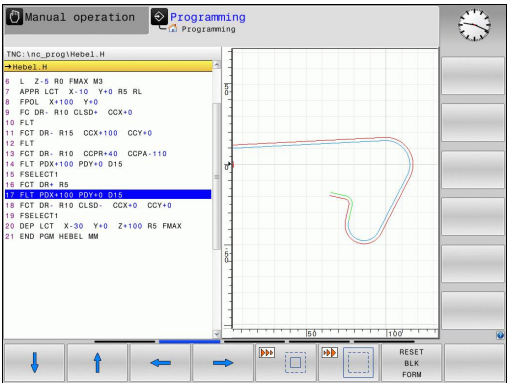 Manual operation
Programming
Programming
TNC:\nc_prog\Hebel.H
→Hebel.H
6 L Z-5 R0 FMAX M3
7 APPR LCT X-10 Y+0 R5 RL
8 FPOL X+100 Y+0
9 FC DR- R10 CLSD+ CCX+0
10 FLT
11 FCT DR- R15 CCX+100 CCY+0
12 FLT
13 FCT DR- R10 CCPR+40 CCPA-110
14 FLT PDX+100 PDY+0 D15
15 FSELECT1
16 FCT DR+ R5
17 FLT PDX+100 PDY+0 D15
18 FCT DR- R10 CLSD- CCX+0 CCY+0
19 FSELECT1
20 DEP LCT X-30 Y+0 Z+100 R5 FMAX
21 END PGM HEBEL MM
50
0
-50
50
100
RESET
BLK
FORM